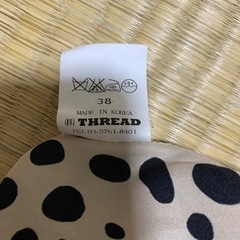 38
MADE IN KOREA
㈱ THREAD
TEL 03-5761-8401